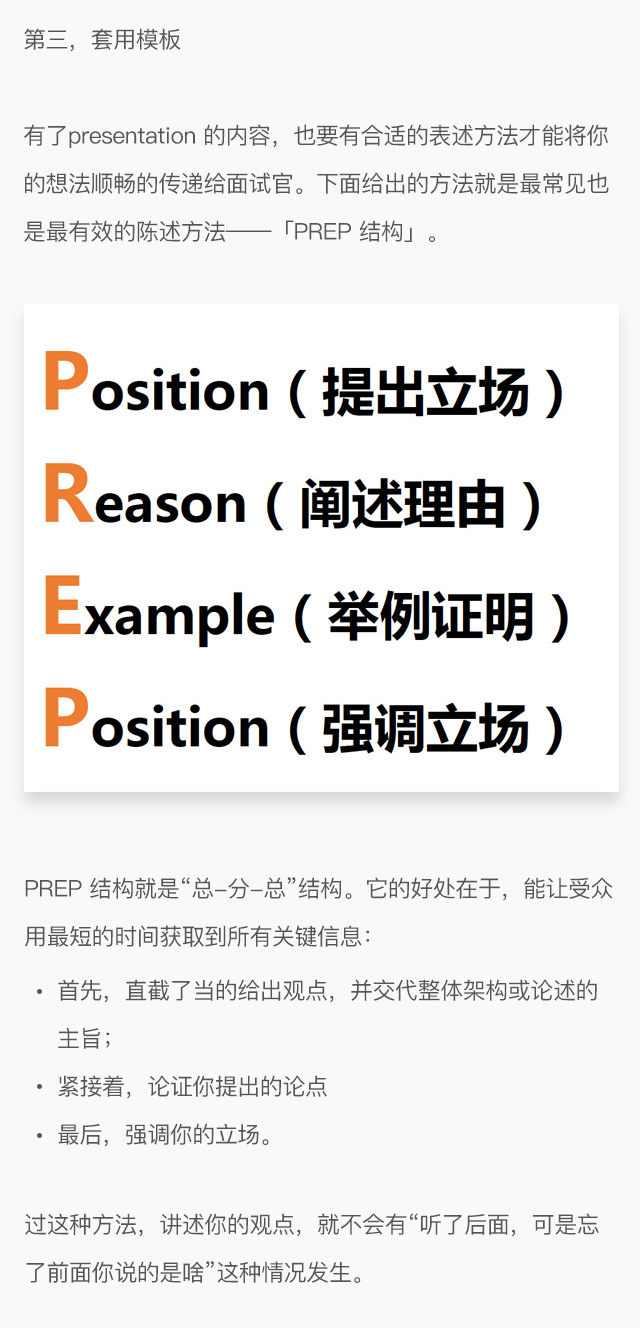 第三，套用模板
有了presentation 的内容，也要有合适的表述方法才能将你
的想法顺畅的传递给面试官。下面给出的方法就是最常见也
是最有效的陈述方法——「PREP 结构」。
Position（提出立场）
Reason（阐述理由）
Example（举例证明）
Position（强调立场）
PREP 结构就是“总–分–总”结构。它的好处在于，能让受众
用最短的时间获取到所有关键信息：
• 首先，直截了当的给出观点，并交代整体架构或论述的
主旨；
• 紧接着，论证你提出的论点
• 最后，强调你的立场。
过这种方法，讲述你的观点，就不会有“听了后面，可是忘
了前面你说的是啥”这种情况发生。